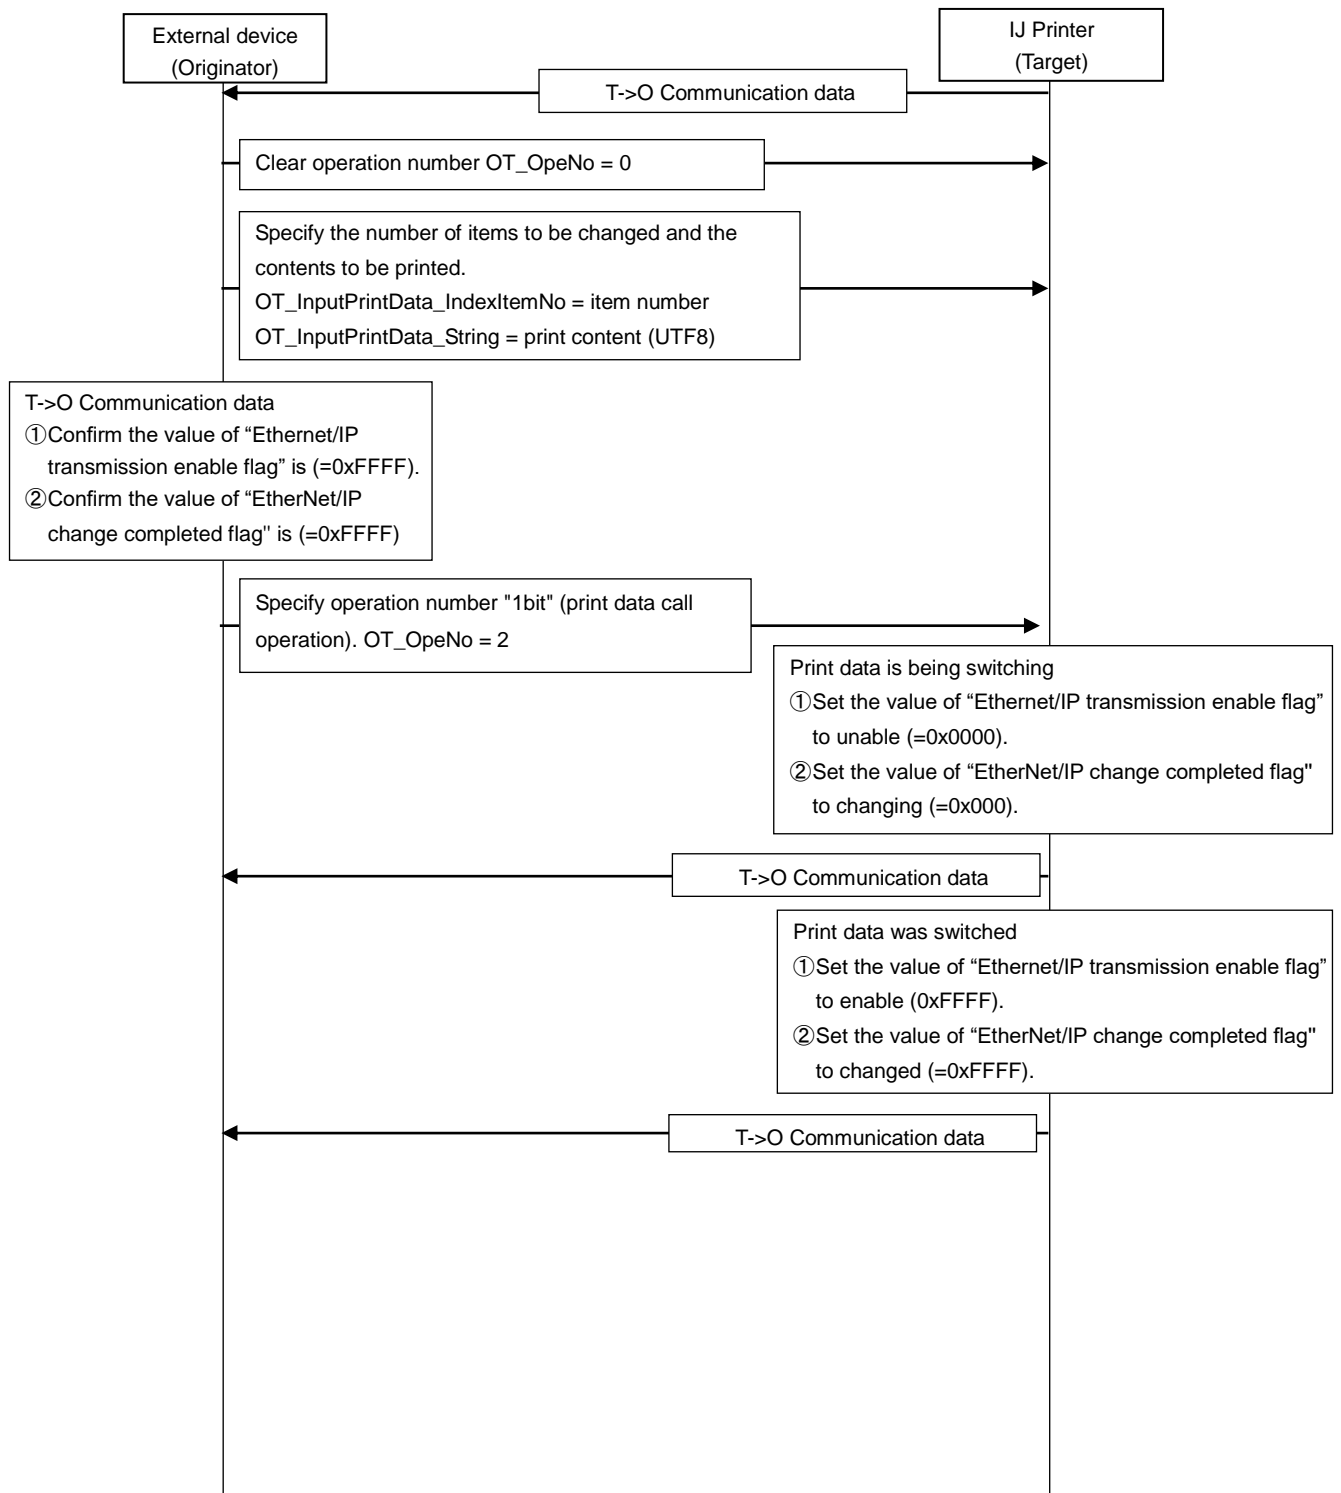 External device
(Originator)
IJ Printer
(Target)
T->O Communication data
Clear operation number OT_OpeNo = 0
Specify the number of items to be changed and the
contents to be printed.
OT_InputPrintData_IndexItemNo = item number
OT_InputPrintData_String = print content (UTF8)
T->O Communication data
①Confirm the value of “Ethernet/IP
transmission enable flag” is (=0xFFFF).
②Confirm the value of “EtherNet/IP
change completed flag" is (=0xFFFF)
Specify operation number "1bit" (print data call
operation). OT_OpeNo = 2
Print data is being switching
①Set the value of “Ethernet/IP transmission enable flag”
to unable (=0x0000).
②Set the value of “EtherNet/IP change completed flag"
to changing (=0x000).
T->O Communication data
Print data was switched
①Set the value of “Ethernet/IP transmission enable flag”
to enable (0xFFFF).
②Set the value of “EtherNet/IP change completed flag"
to changed (=0xFFFF).
T->O Communication data